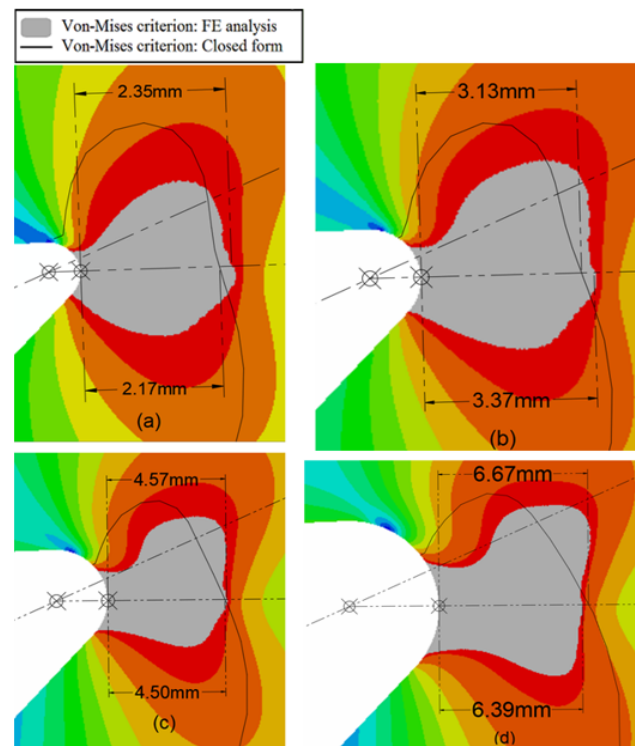 Von-Mises criterion: FE analysis
Von-Mises criterion: Closed form
2.35mm
2.17mm
(a)
3.13mm
3.37mm
(b)
4.57mm
4.50mm
(c)
6.67mm
6.39mm
(d)